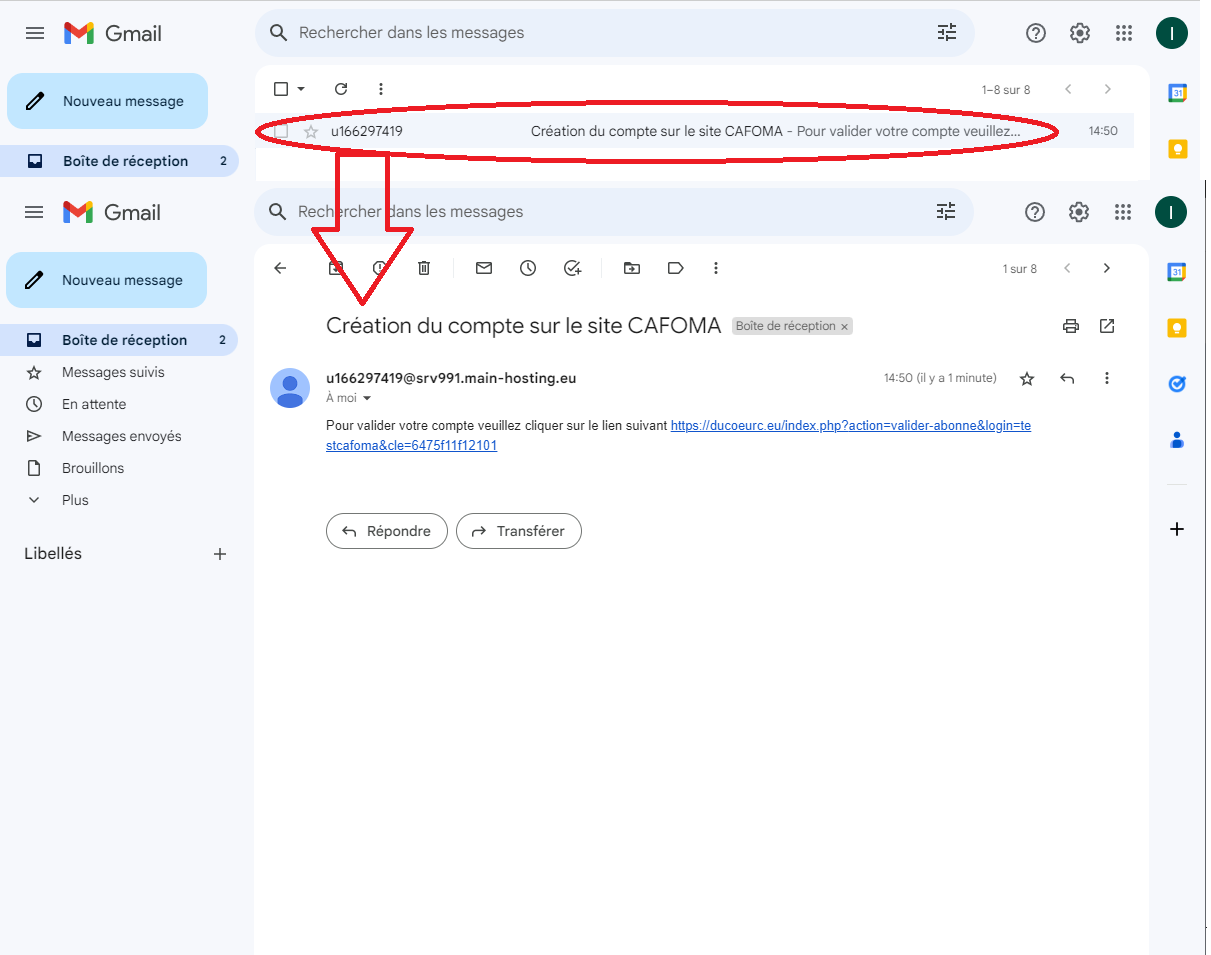 Gmail
Rechercher dans les messages
I
Nouveau message
1–8 sur 8
31
u166297419 Création du compte sur le site CAFOMA - Pour valider votre compte veuillez... 14:50
Boîte de réception 2
Gmail
Rechercher dans les messages
I
Nouveau message
1 sur 8
31
Création du compte sur le site CAFOMA Boîte de réception ×
Boîte de réception 2
Messages suivis
En attente
Messages envoyés
Brouillons
Plus
Libellés
u166297419@srv991.main-hosting.eu 14:50 (il y a 1 minute)
À moi
Pour valider votre compte veuillez cliquer sur le lien suivant https://ducoeurc.eu/index.php?action=valider-abonne&login=te
stcafoma&cle=6475f11f12101
Répondre Transférer